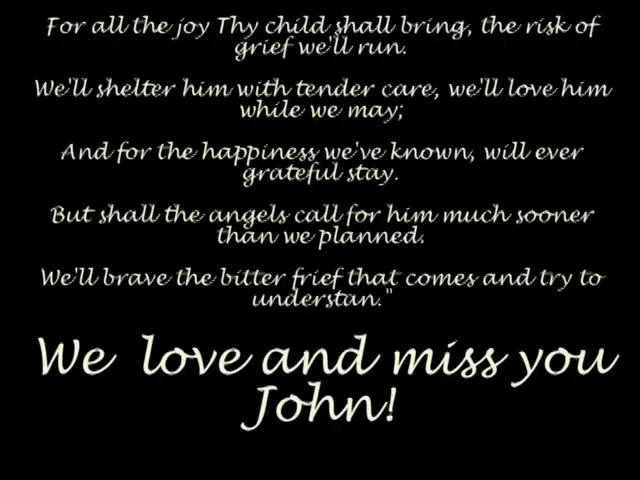 For all the joy Thy child shall bring, the risk of
grief we'll run.
We'll shelter him with tender care, we'll love him
while we may;
And for the happiness we've known, will ever
grateful stay.
But shall the angels call for him much sooner
than we planned.
We'll brave the bitter frief that comes and try to
understan."
We love and miss you
John!